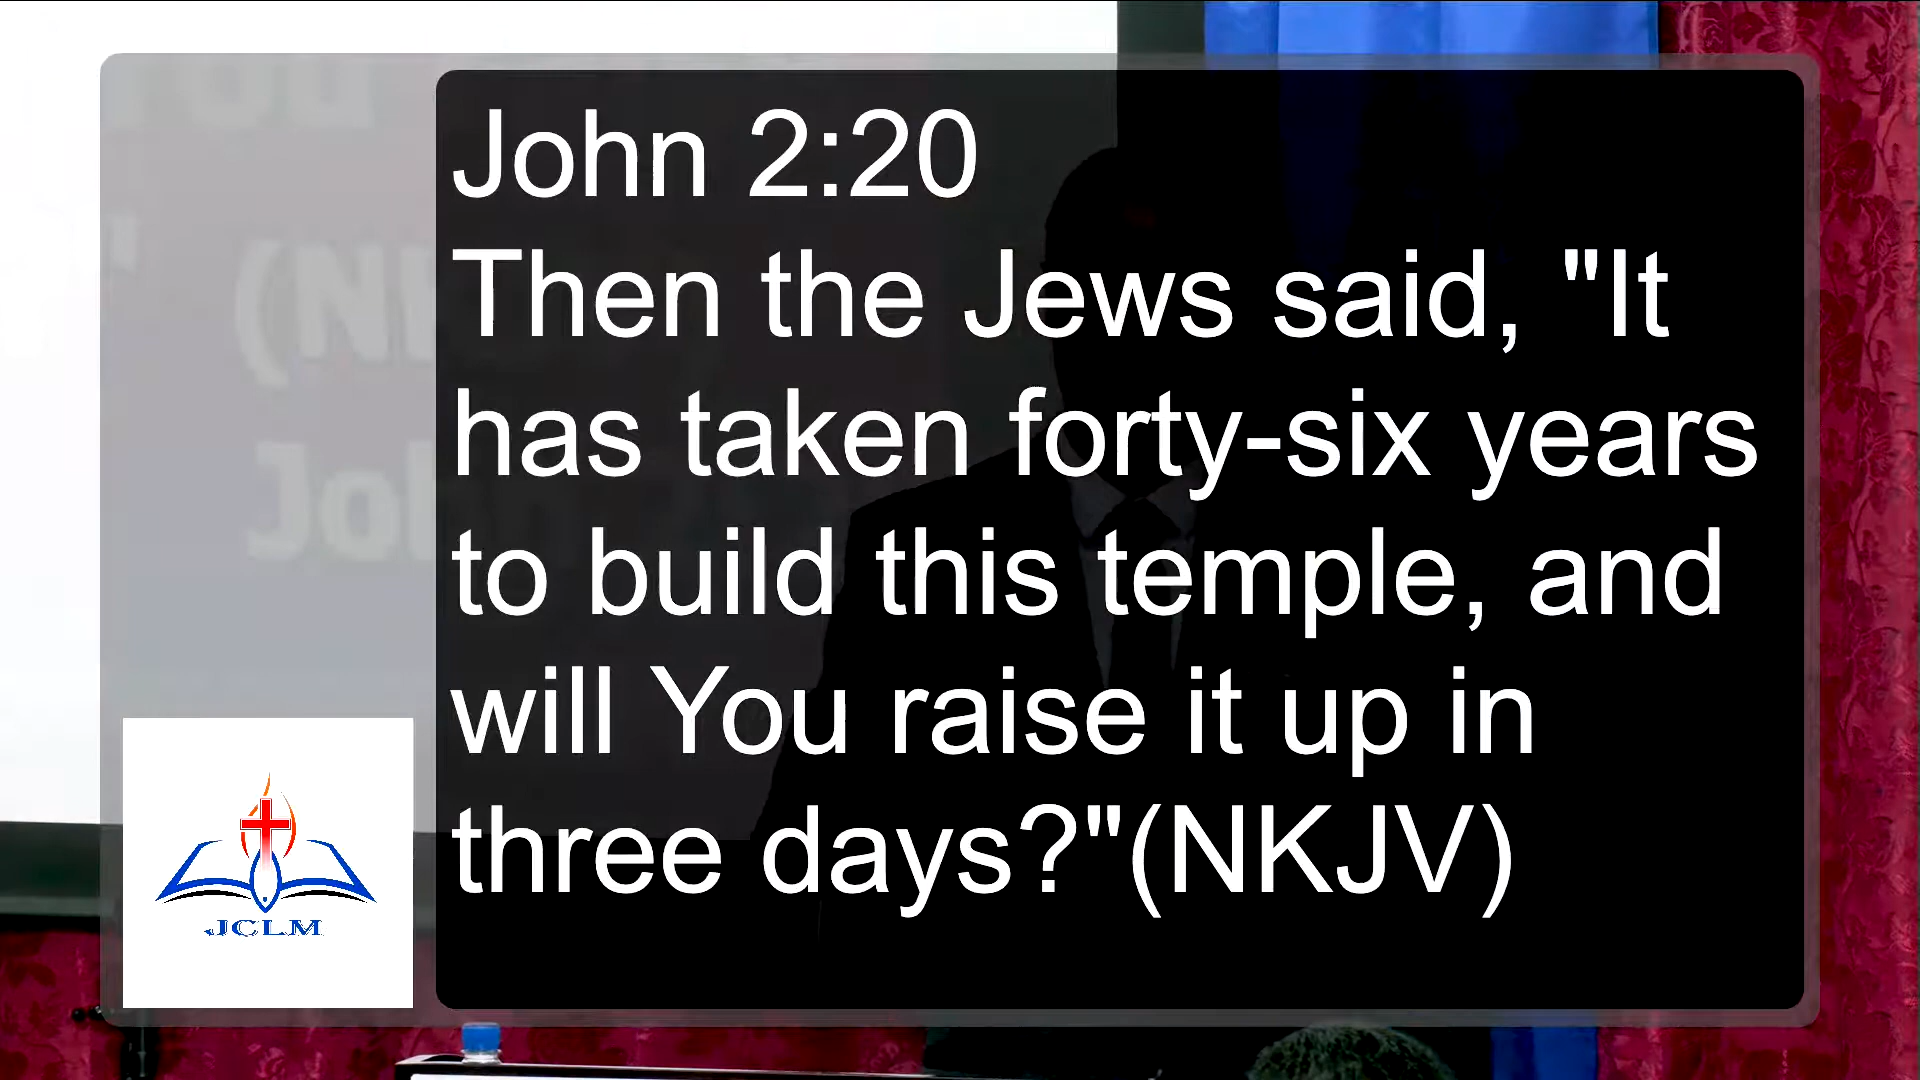 John 2:20
Then the Jews said, "It
has taken forty-six years
to build this temple, and
will You raise it up in
three days?"(NKJV)
JCLM